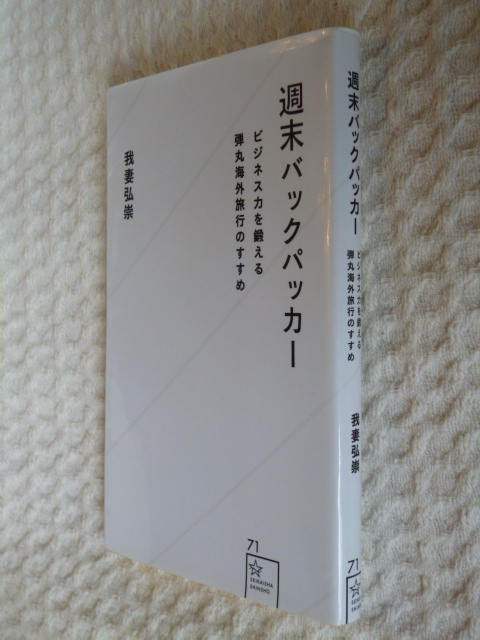 週末バックパッカー
ビジネス力を鍛える
弾丸海外旅行のすすめ
我妻弘崇
71
SEIKAISHA
SHINSHO
週末バックパッカー
ビジネス力を鍛える
弾丸海外旅行のすすめ
我妻弘崇
71
SEIKAISHA
SHINSHO